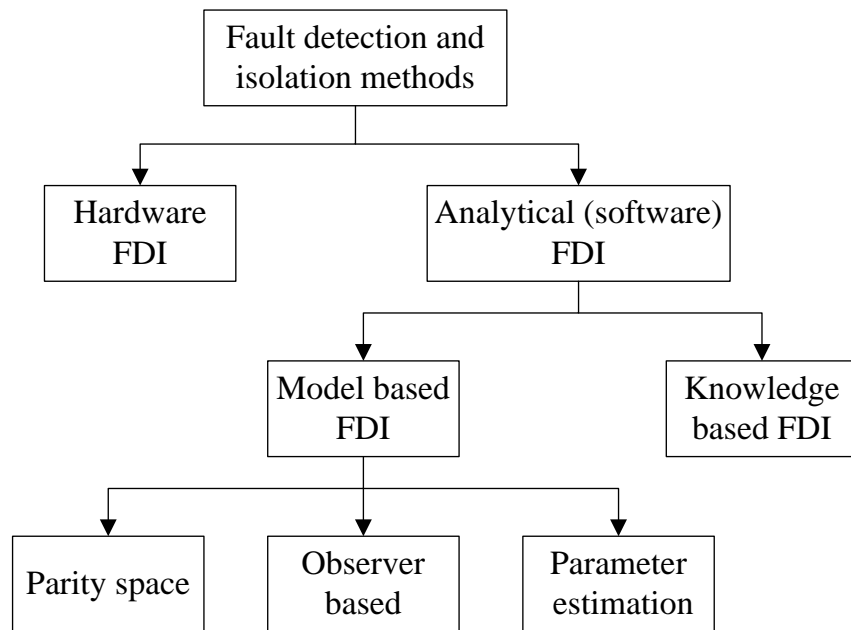 Fault detection and
isolation methods
Hardware
FDI
Analytical (software)
FDI
Model based
FDI
Knowledge
based FDI
Parity space
Observer
based
Parameter
estimation